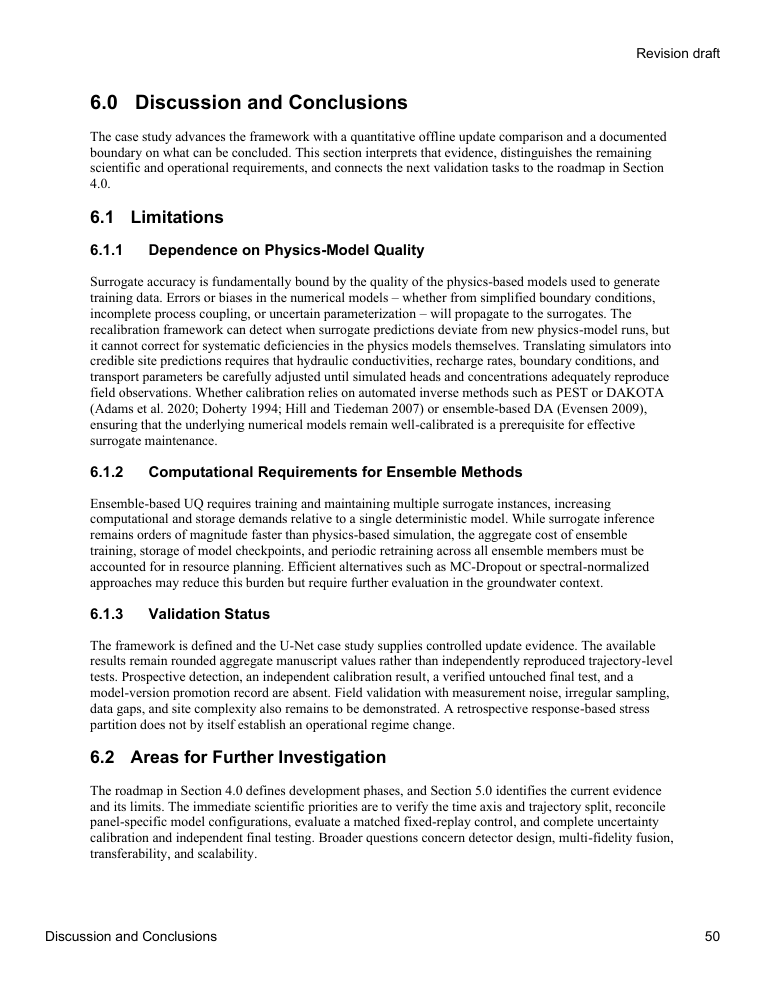 Revision draft
6.0 Discussion and Conclusions
The case study advances the framework with a quantitative offline update comparison and a documented
boundary on what can be concluded. This section interprets that evidence, distinguishes the remaining
scientific and operational requirements, and connects the next validation tasks to the roadmap in Section
4.0.
6.1 Limitations
6.1.1 Dependence on Physics-Model Quality
Surrogate accuracy is fundamentally bound by the quality of the physics-based models used to generate
training data. Errors or biases in the numerical models – whether from simplified boundary conditions,
incomplete process coupling, or uncertain parameterization – will propagate to the surrogates. The
recalibration framework can detect when surrogate predictions deviate from new physics-model runs, but
it cannot correct for systematic deficiencies in the physics models themselves. Translating simulators into
credible site predictions requires that hydraulic conductivities, recharge rates, boundary conditions, and
transport parameters be carefully adjusted until simulated heads and concentrations adequately reproduce
field observations. Whether calibration relies on automated inverse methods such as PEST or DAKOTA
(Adams et al. 2020; Doherty 1994; Hill and Tiedeman 2007) or ensemble-based DA (Evensen 2009),
ensuring that the underlying numerical models remain well-calibrated is a prerequisite for effective
surrogate maintenance.
6.1.2 Computational Requirements for Ensemble Methods
Ensemble-based UQ requires training and maintaining multiple surrogate instances, increasing
computational and storage demands relative to a single deterministic model. While surrogate inference
remains orders of magnitude faster than physics-based simulation, the aggregate cost of ensemble
training, storage of model checkpoints, and periodic retraining across all ensemble members must be
accounted for in resource planning. Efficient alternatives such as MC-Dropout or spectral-normalized
approaches may reduce this burden but require further evaluation in the groundwater context.
6.1.3 Validation Status
The framework is defined and the U-Net case study supplies controlled update evidence. The available
results remain rounded aggregate manuscript values rather than independently reproduced trajectory-level
tests. Prospective detection, an independent calibration result, a verified untouched final test, and a
model-version promotion record are absent. Field validation with measurement noise, irregular sampling,
data gaps, and site complexity also remains to be demonstrated. A retrospective response-based stress
partition does not by itself establish an operational regime change.
6.2 Areas for Further Investigation
The roadmap in Section 4.0 defines development phases, and Section 5.0 identifies the current evidence
and its limits. The immediate scientific priorities are to verify the time axis and trajectory split, reconcile
panel-specific model configurations, evaluate a matched fixed-replay control, and complete uncertainty
calibration and independent final testing. Broader questions concern detector design, multi-fidelity fusion,
transferability, and scalability.
Discussion and Conclusions
50